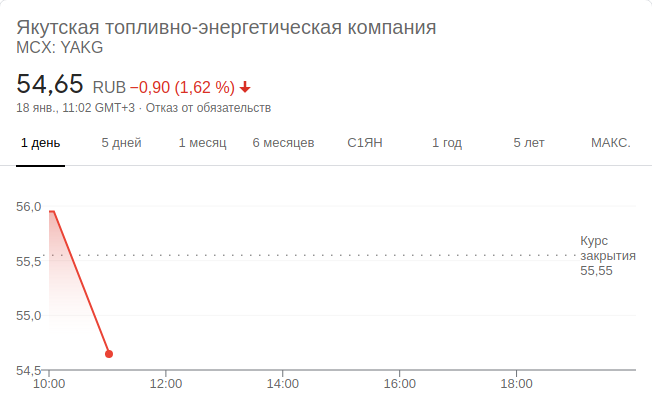 Якутская топливно-энергетическая компания
MCX: YAKG
54,65 RUB −0,90 (1,62 %)
18 янв., 11:02 GMT+3 · Отказ от обязательств
1 день 5 дней 1 месяц 6 месяцев С1ЯН 1 год 5 лет МАКС.
56,0
Курс
закрытия
55,5
55,55
55,0
54,5
10:00 12:00 14:00 16:00 18:00